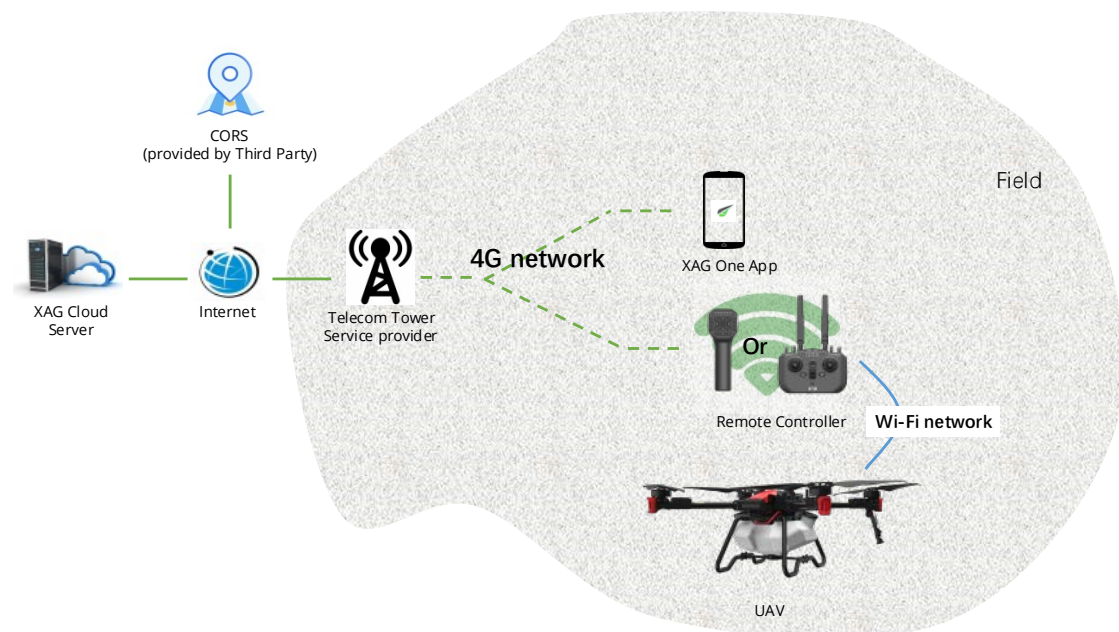 CORS
(provided by Third Party)
Field
4G network
XAG One App
XAG Cloud
Server
Internet
Telecom Tower
Service provider
Or
Remote Controller
Wi-Fi network
UAV